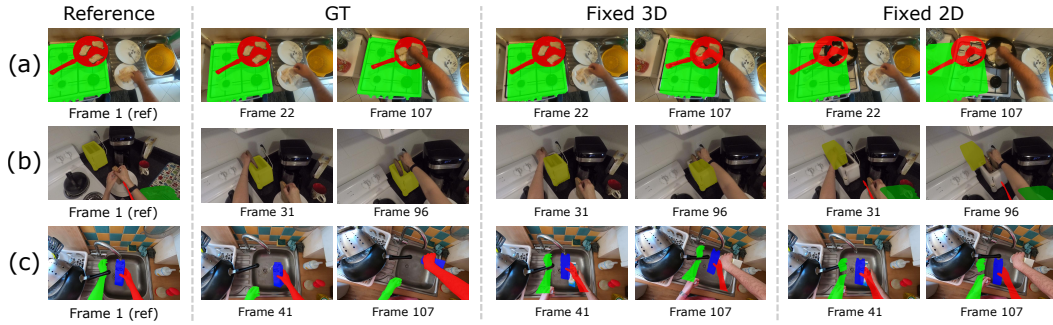 Reference GT Fixed 3D Fixed 2D
(a)
Frame 1 (ref) Frame 22 Frame 107 Frame 22 Frame 107 Frame 22 Frame 107
(b)
Frame 1 (ref) Frame 31 Frame 96 Frame 31 Frame 96 Frame 31 Frame 96
(c)
Frame 1 (ref) Frame 41 Frame 107 Frame 41 Frame 107 Frame 41 Frame 107